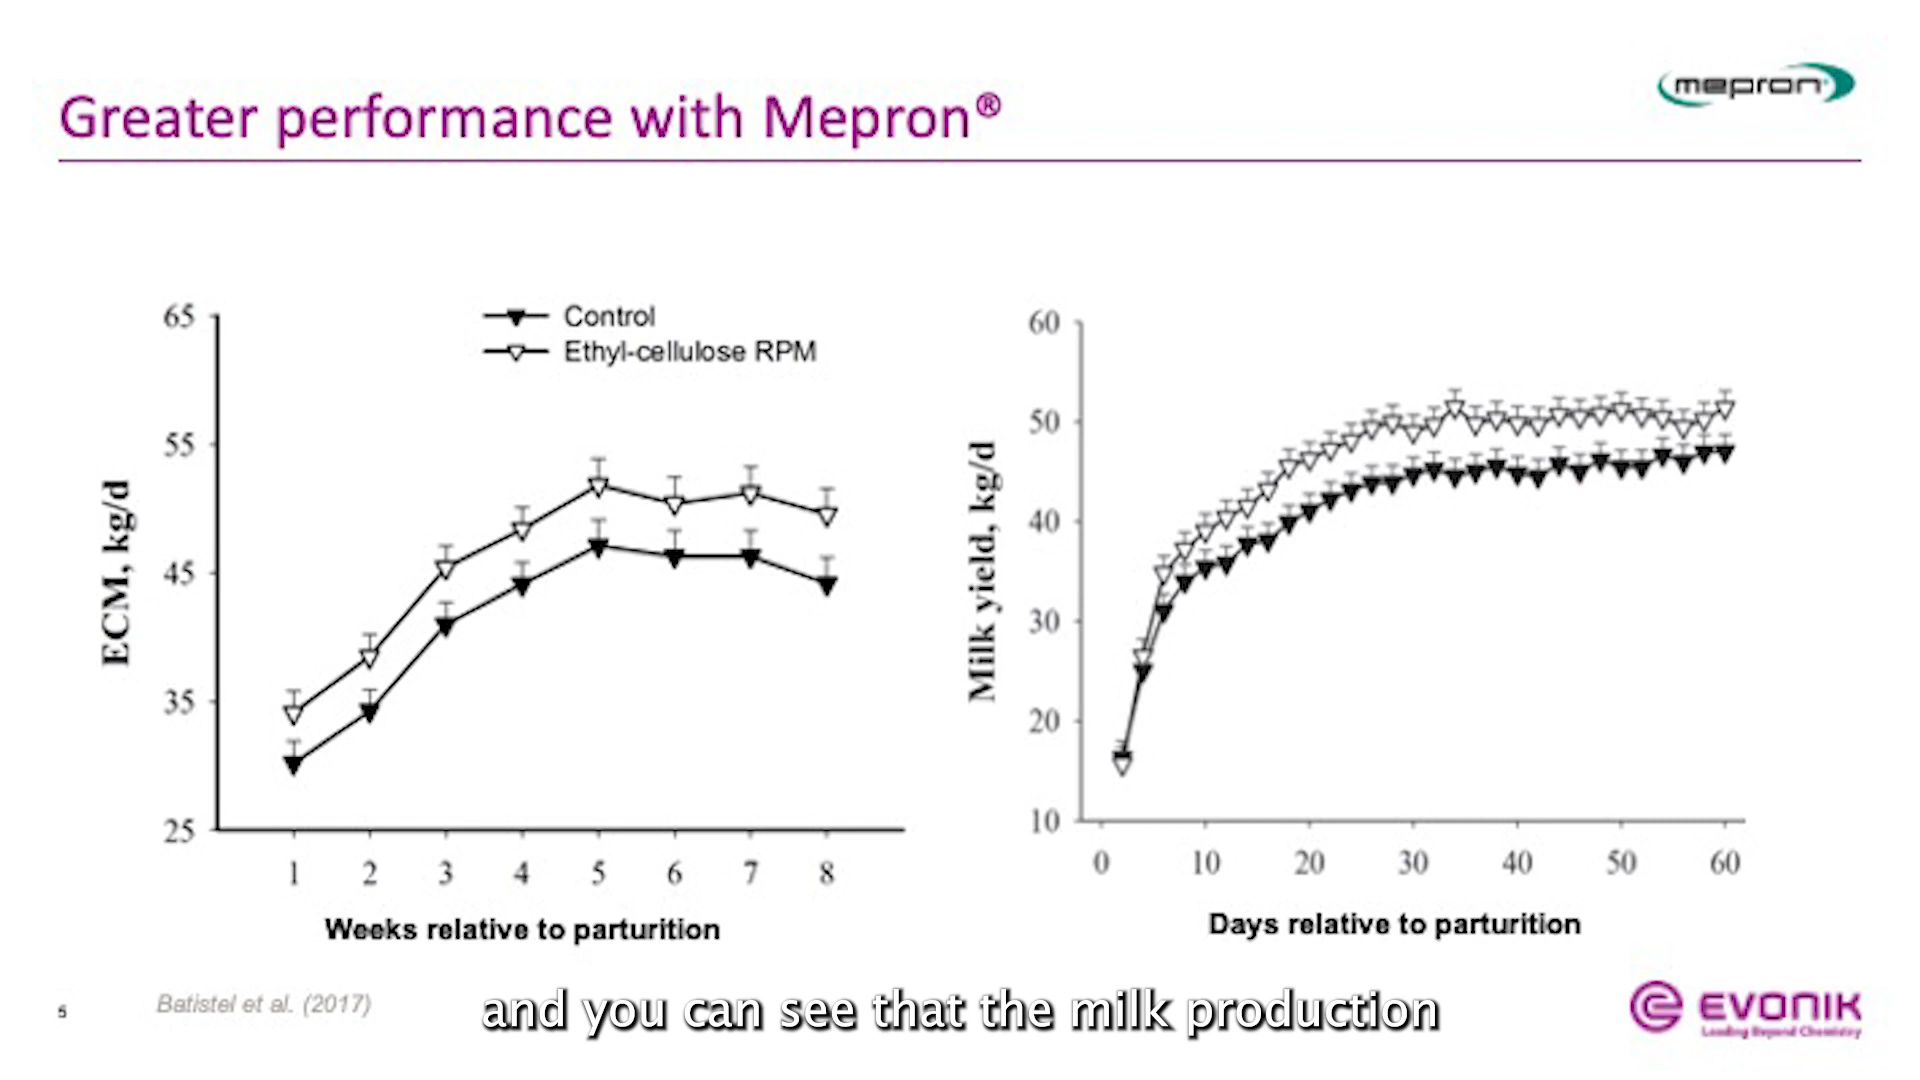 mepron®
Greater performance with Mepron®
Control
Ethyl-cellulose RPM
ECM, kg/d
65
55
45
35
25
1 2 3 4 5 6 7 8
Weeks relative to parturition
Milk yield, kg/d
60
50
40
30
20
10
0 10 20 30 40 50 60
Days relative to parturition
5
Batistel et al. (2017)
and you can see that the milk production
EVONIK
Leading Beyond Chemistry